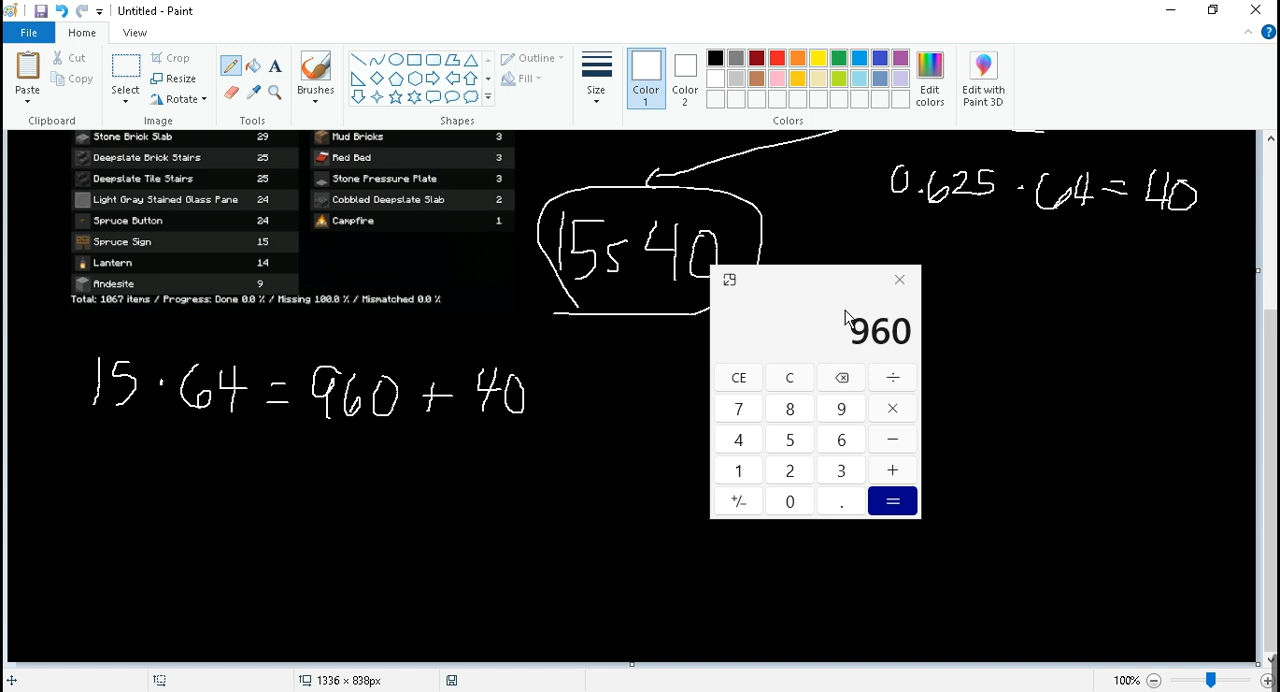 Untitled - Paint
File Home View
Paste Cut Copy Clipboard
Select Crop Resize Rotate Image
Tools
Brushes
Outline Fill Shapes
Size
Color 1 Color 2 Edit colors Colors
Edit with Paint 3D
Stone Brick Slab 29
Deepslate Brick Stairs 25
Deepslate Tile Stairs 25
Light Gray Stained Glass Pane 24
Spruce Button 24
Spruce Sign 15
Lantern 14
Andesite 9
Mud Bricks 3
Red Bed 3
Stone Pressure Plate 3
Cobbled Deepslate Slab 2
Campfire 1
Total: 1067 items / Progress: Done 0.0 % / Missing 100.0 % / Mismatched 0.0 %
0.625 · 64 = 40
15s 40
15 · 64 = 960 + 40
960
CE C ÷
7 8 9 ×
4 5 6 −
1 2 3 +
+/− 0 . =
1336 × 838px
100%